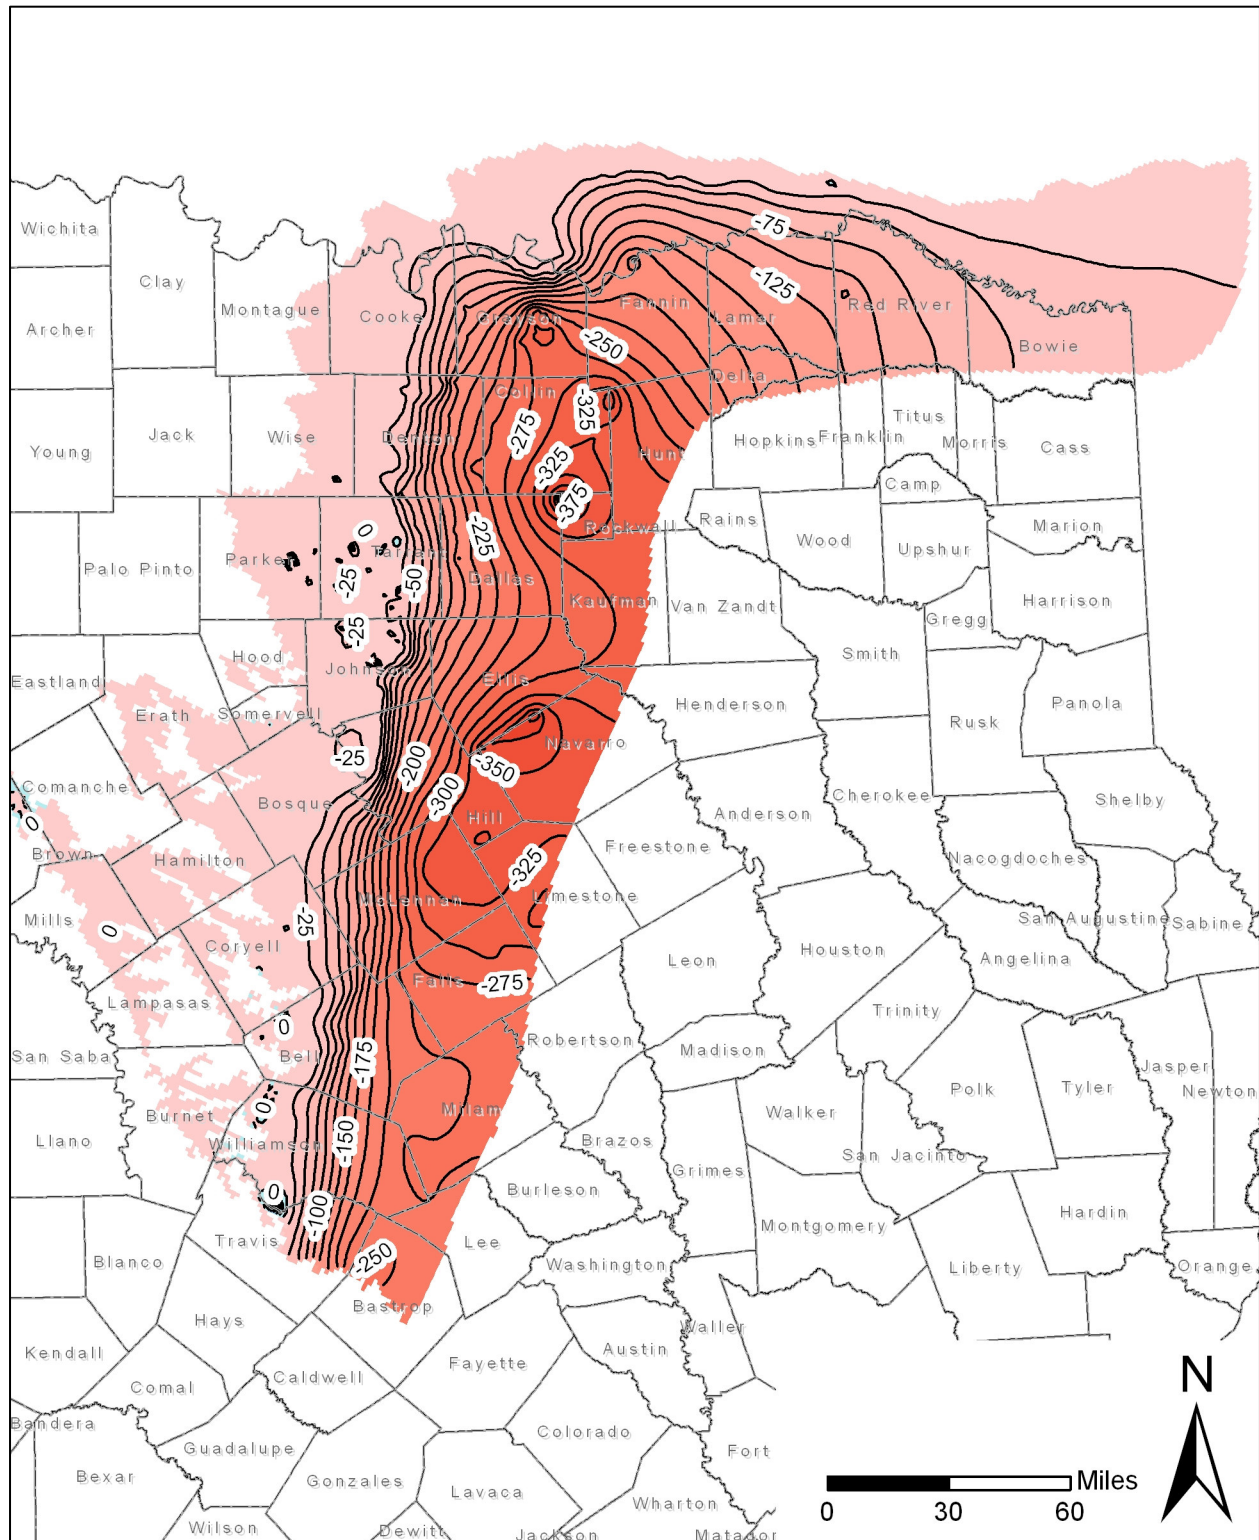 Wichita
Clay
-75
Archer
Montague
Cooke
Grayson
Fannin
Lamar
-125
Red River
Bowie
-250
Delta
Young
Jack
Wise
Denton
Collin
-275
-325
-325
Hunt
Hopkins
Franklin
Titus
Morris
Cass
Camp
-375
Rockwall
Rains
Wood
Upshur
Marion
Palo Pinto
Parker
0
Tarrant
-25
-50
-225
Dallas
Kaufman
Van Zandt
Harrison
Gregg
-25
Hood
Johnson
Ellis
Smith
Eastland
Erath
Somervell
Henderson
Rusk
Panola
-25
-200
-350
Navarro
Comanche
Bosque
-300
Hill
Anderson
Cherokee
Shelby
0
Brown
Hamilton
-325
Freestone
Nacogdoches
McLennan
Limestone
Mills
0
Coryell
-25
Houston
San Augustine
Sabine
Angelina
Lampasas
Falls
-275
Leon
Trinity
San Saba
0
Bell
-175
Robertson
Madison
Jasper
Newton
Polk
Tyler
Burnet
0
Williamson
-150
Milam
Brazos
Walker
Llano
Grimes
San Jacinto
0
-100
Burleson
Montgomery
Hardin
Blanco
Travis
-250
Lee
Washington
Liberty
Orange
Bastrop
Hays
Waller
Kendall
Comal
Caldwell
Fayette
Austin
N
Bandera
Guadalupe
Colorado
Bexar
Gonzales
Lavaca
Fort
Wharton
Miles
0 30 60
Wilson
Dewitt
Jackson
Matador